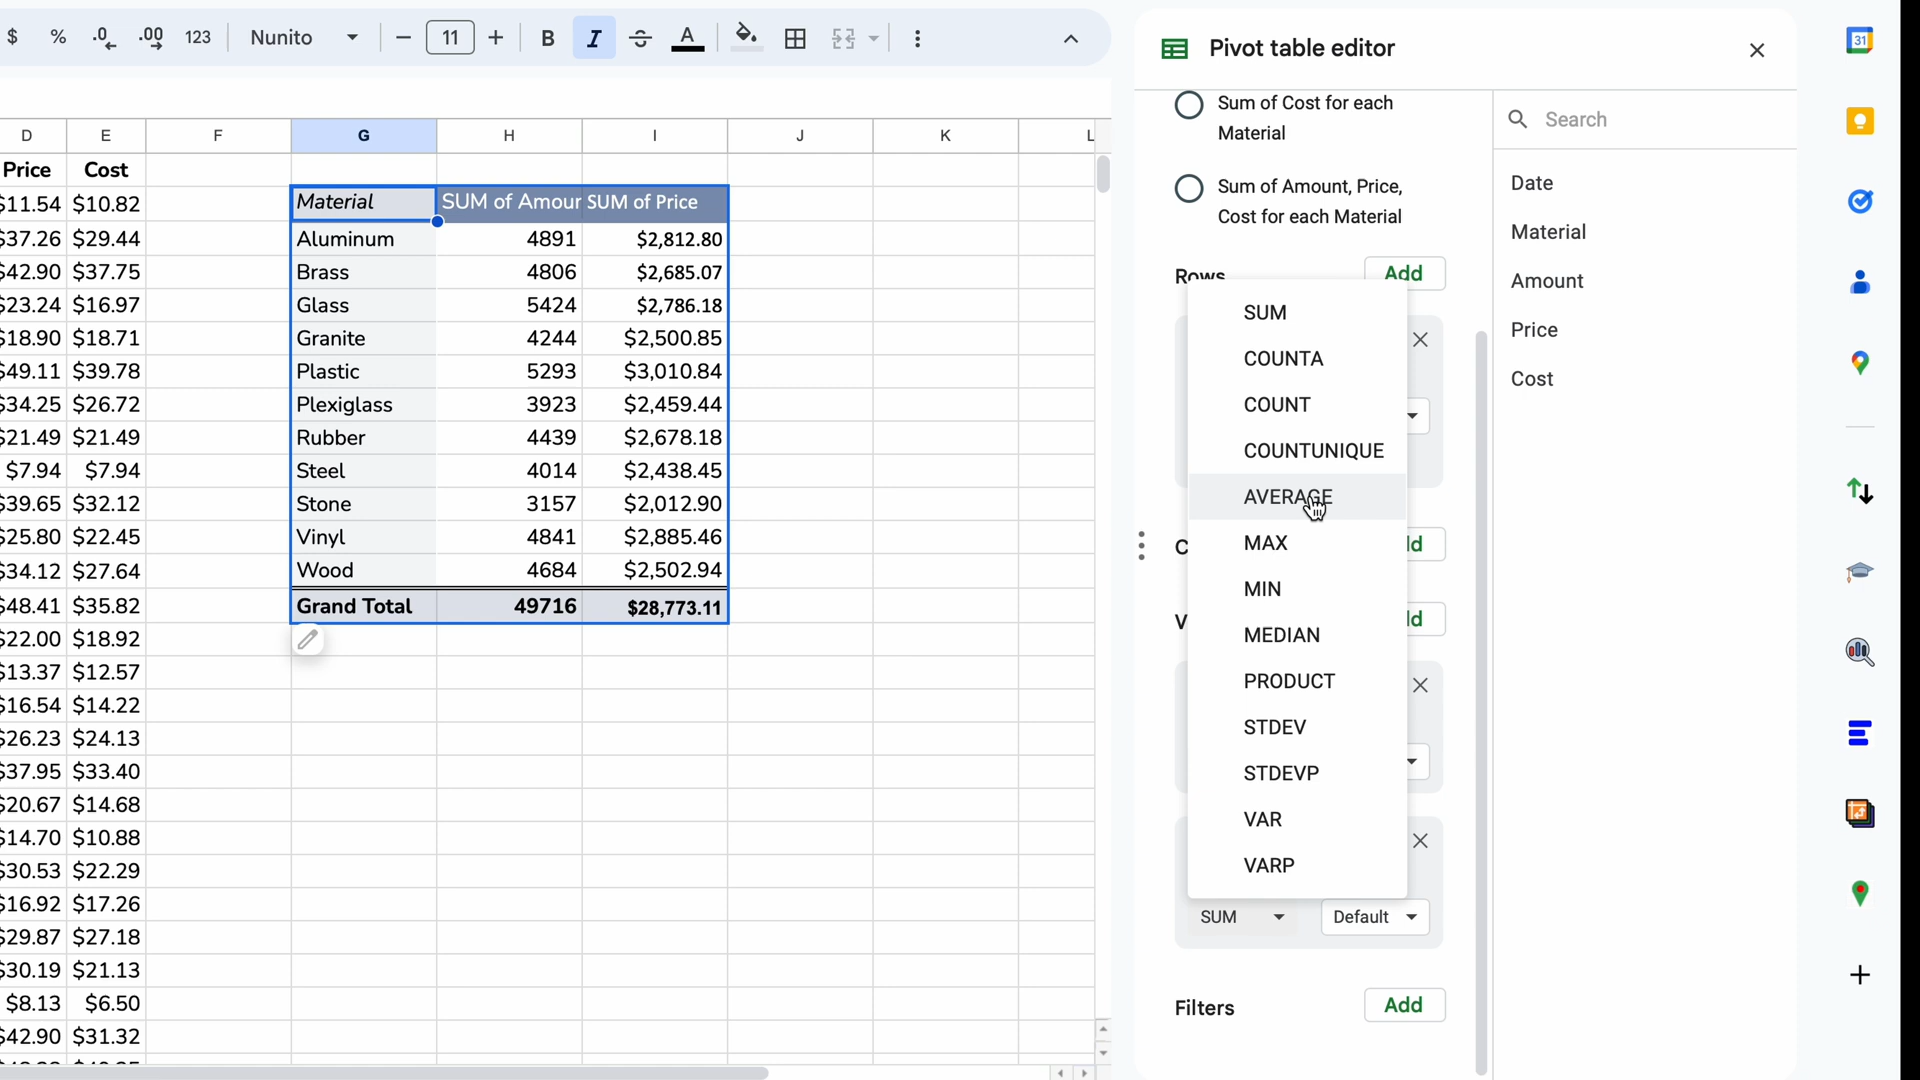 $ % .0 .00 123 Nunito 11 B I A
Pivot table editor
Sum of Cost for each
Material
Sum of Amount, Price,
Cost for each Material
Rows Add
SUM
COUNTA
COUNT
COUNTUNIQUE
AVERAGE
MAX
MIN
MEDIAN
PRODUCT
STDEV
STDEVP
VAR
VARP
C dd
V dd
SUM Default
Filters Add
Search
Date
Material
Amount
Price
Cost
31
D E F G H I J K L
Price Cost
$11.54 $10.82 Material SUM of Amour SUM of Price
$37.26 $29.44 Aluminum 4891 $2,812.80
$42.90 $37.75 Brass 4806 $2,685.07
$23.24 $16.97 Glass 5424 $2,786.18
$18.90 $18.71 Granite 4244 $2,500.85
$49.11 $39.78 Plastic 5293 $3,010.84
$34.25 $26.72 Plexiglass 3923 $2,459.44
$21.49 $21.49 Rubber 4439 $2,678.18
$7.94 $7.94 Steel 4014 $2,438.45
$39.65 $32.12 Stone 3157 $2,012.90
$25.80 $22.45 Vinyl 4841 $2,885.46
$34.12 $27.64 Wood 4684 $2,502.94
$48.41 $35.82 Grand Total 49716 $28,773.11
$22.00 $18.92
$13.37 $12.57
$16.54 $14.22
$26.23 $24.13
$37.95 $33.40
$20.67 $14.68
$14.70 $10.88
$30.53 $22.29
$16.92 $17.26
$29.87 $27.18
$30.19 $21.13
$8.13 $6.50
$42.90 $31.32